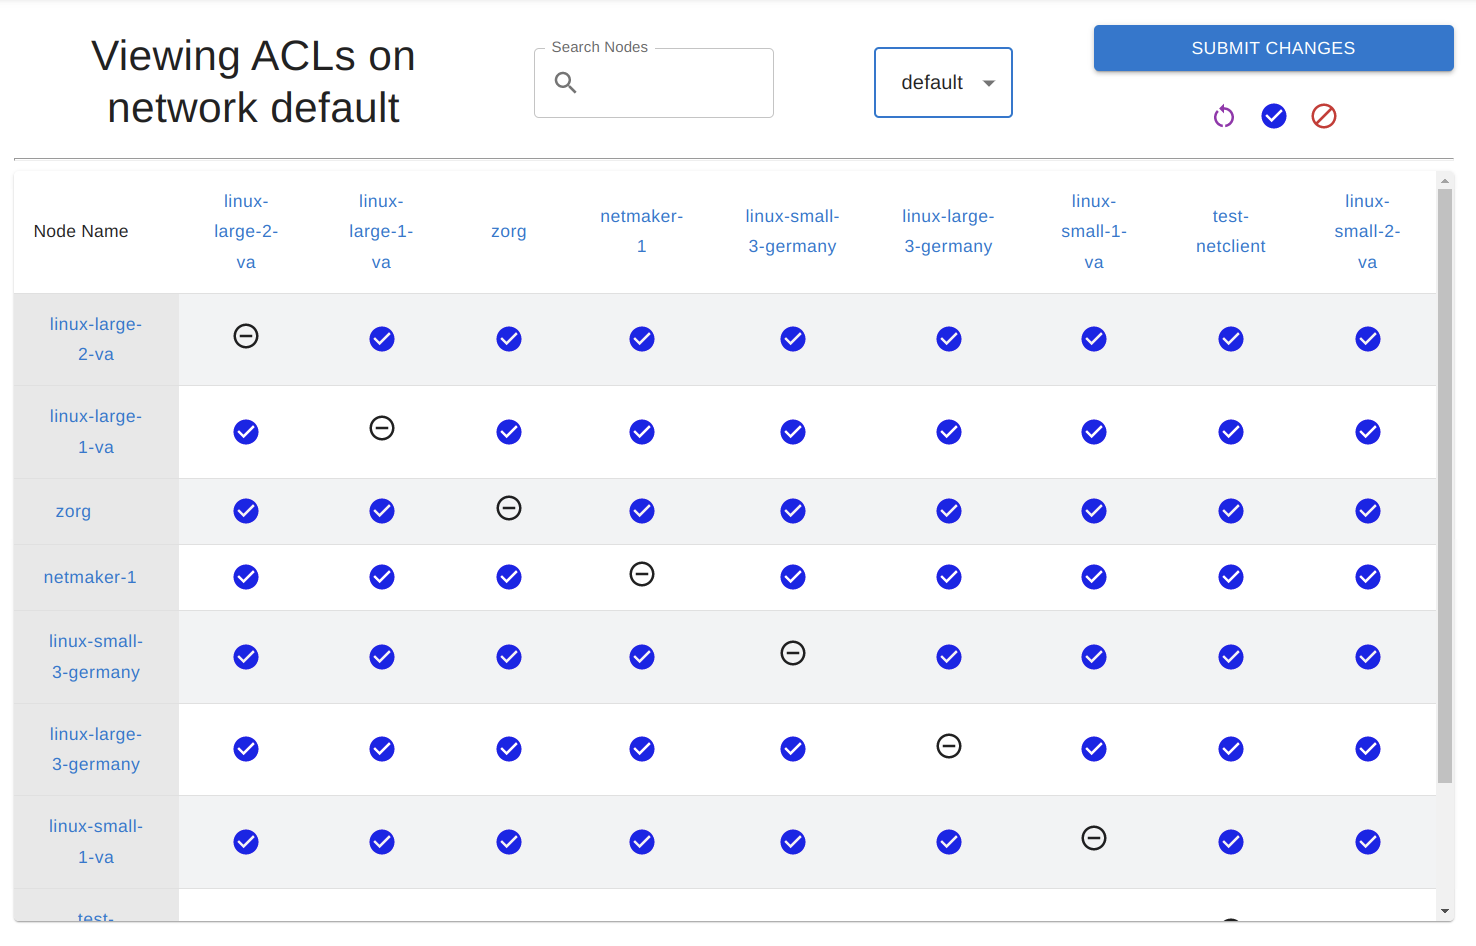 Viewing ACLs on
network default
Search Nodes
default
SUBMIT CHANGES
Node Name
linux-
large-2-
va
linux-
large-1-
va
zorg
netmaker-
1
linux-small-
3-germany
linux-large-
3-germany
linux-
small-1-
va
test-
netclient
linux-
small-2-
va
linux-large-
2-va
linux-large-
1-va
zorg
netmaker-1
linux-small-
3-germany
linux-large-
3-germany
linux-small-
1-va
test-